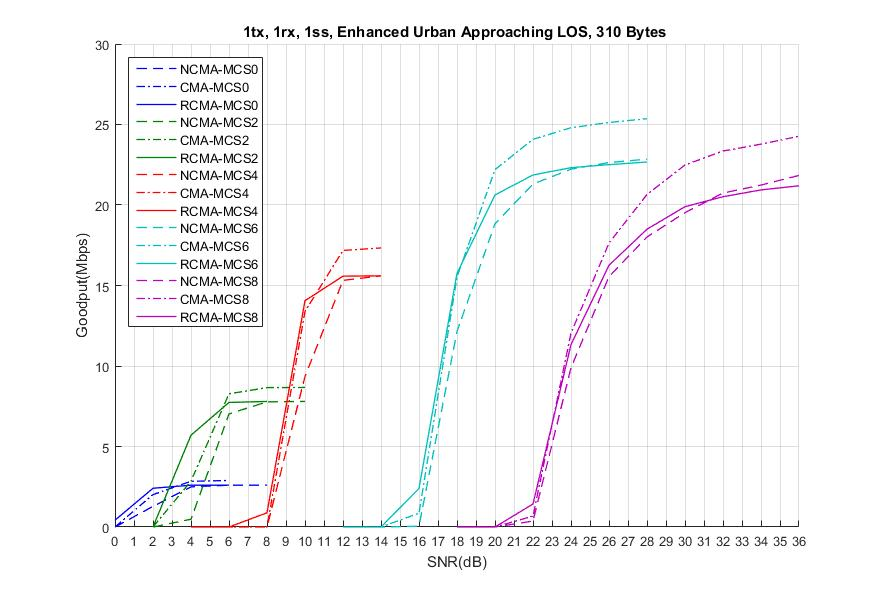 1tx, 1rx, 1ss, Enhanced Urban Approaching LOS, 310 Bytes
30
25
20
15
10
5
0
Goodput(Mbps)
NCMA-MCS0
CMA-MCS0
RCMA-MCS0
NCMA-MCS2
CMA-MCS2
RCMA-MCS2
NCMA-MCS4
CMA-MCS4
RCMA-MCS4
NCMA-MCS6
CMA-MCS6
RCMA-MCS6
NCMA-MCS8
CMA-MCS8
RCMA-MCS8
0 1 2 3 4 5 6 7 8 9 10 11 12 13 14 15 16 17 18 19 20 21 22 23 24 25 26 27 28 29 30 31 32 33 34 35 36
SNR(dB)